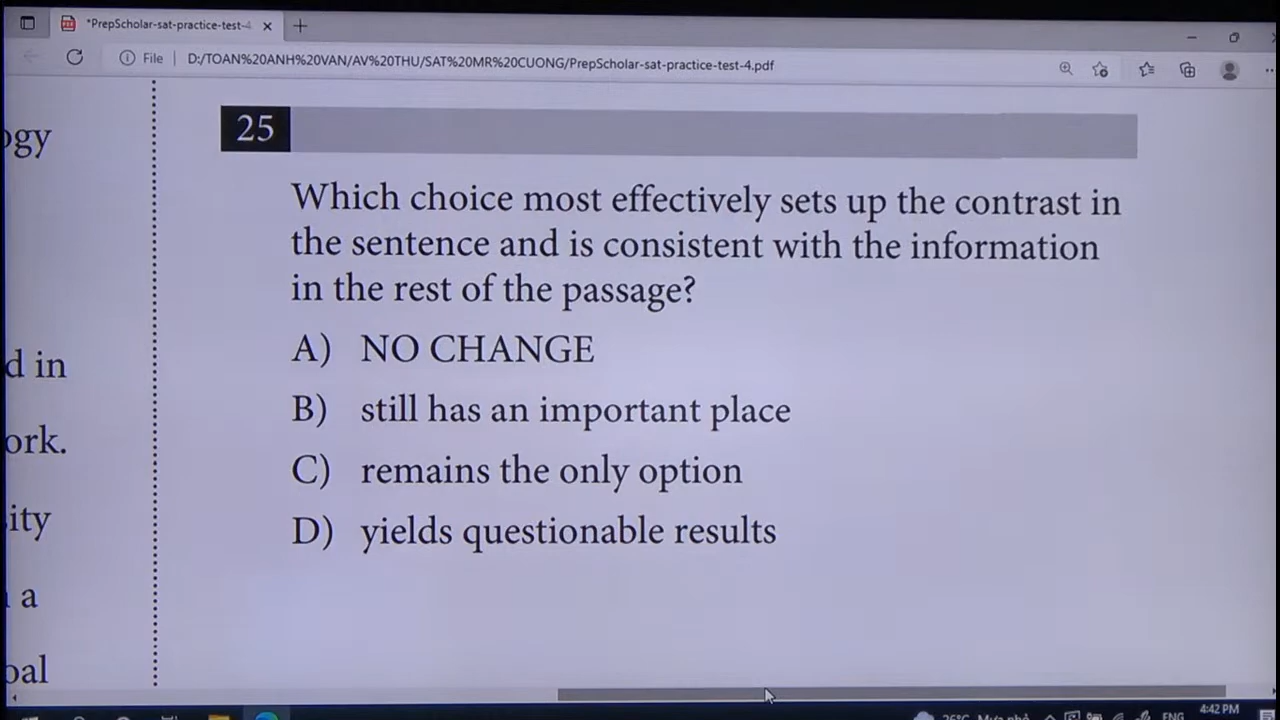 *PrepScholar-sat-practice-test-4
File
D:/TOAN%20ANH%20VAN/AV%20THU/SAT%20MR%20CUONG/PrepScholar-sat-practice-test-4.pdf
25
Which choice most effectively sets up the contrast in
the sentence and is consistent with the information
in the rest of the passage?
A) NO CHANGE
B) still has an important place
C) remains the only option
D) yields questionable results
ogy
d in
ork.
ity
a
bal
ENG
4:42 PM